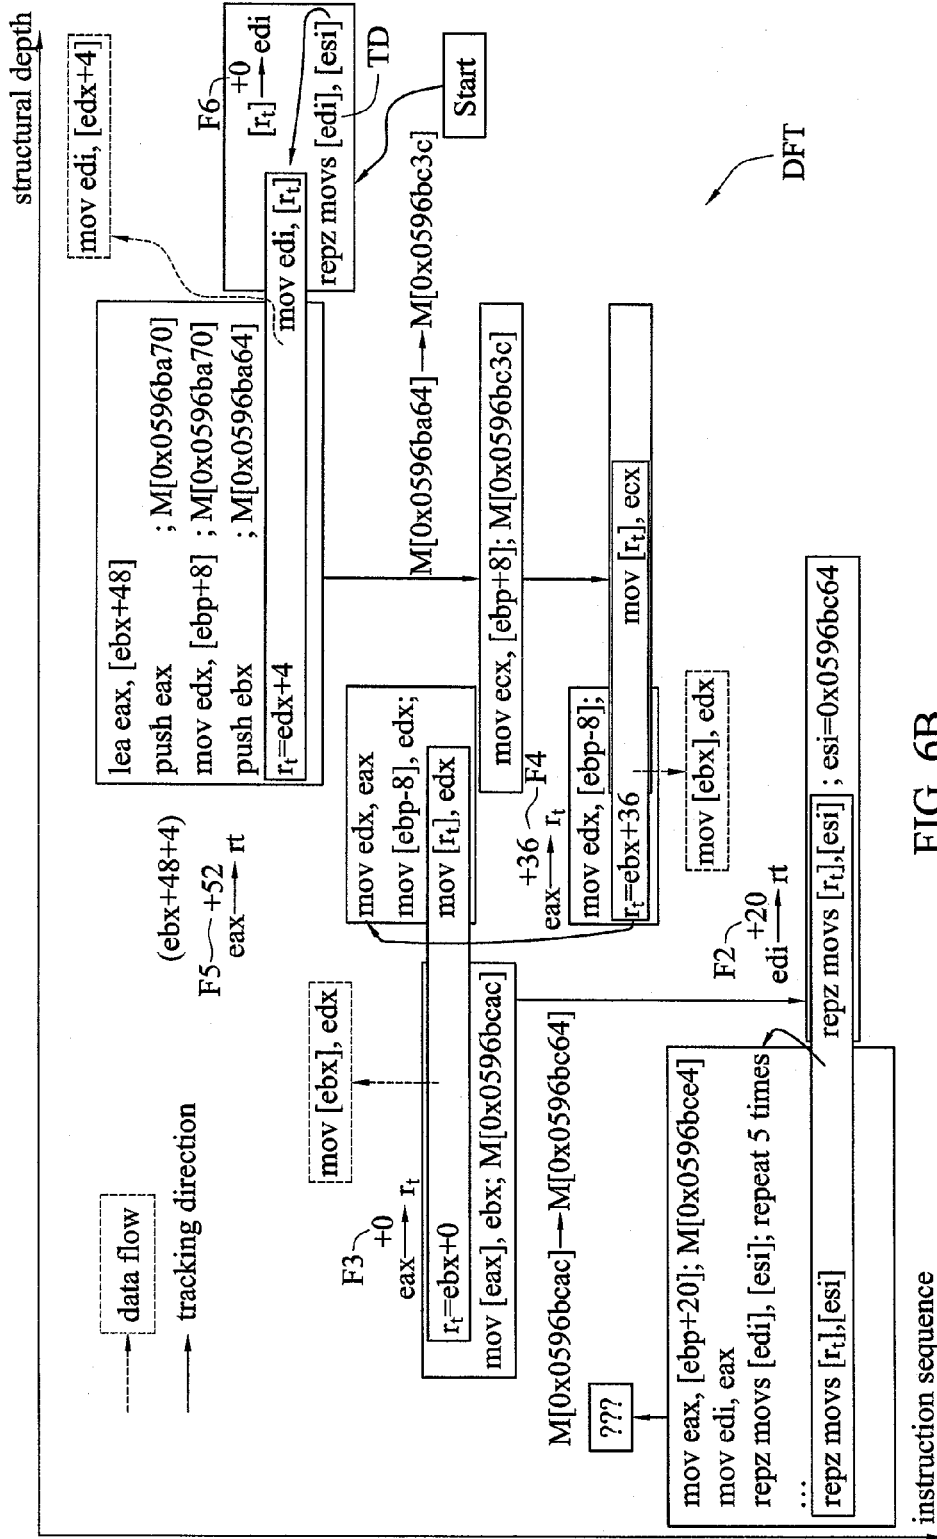 structural depth
data flow
tracking direction
mov edi, [edx+4]
lea eax, [ebx+48]
push eax ; M[0x0596ba70]
mov edx, [ebp+8] ; M[0x0596ba70]
push ebx ; M[0x0596ba64]
rt=edx+4
mov edi, [rt]
F6
+0
[rt]→edi
repz movs [edi], [esi]
TD
Start
(ebx+48+4)
F5
+52
eax→rt
M[0x0596ba64]→M[0x0596bc3c]
mov [ebx], edx
mov edx, eax
mov [ebp-8], edx;
mov [rt], edx
F3
+0
eax→rt
rt=ebx+0
mov [eax], ebx; M[0x0596bcac]
mov ecx, [ebp+8]; M[0x0596bc3c]
+36
F4
eax→rt
mov edx, [ebp-8];
rt=ebx+36
mov [rt], ecx
mov [ebx], edx
DFT
M[0x0596bcac]→M[0x0596bc64]
???
F2
+20
edi→rt
mov eax, [ebp+20]; M[0x0596bce4]
mov edi, eax
repz movs [edi], [esi]; repeat 5 times
...
repz movs [rt],[esi]
repz movs [rt],[esi] ; esi=0x0596bc64
instruction sequence
FIG. 6B